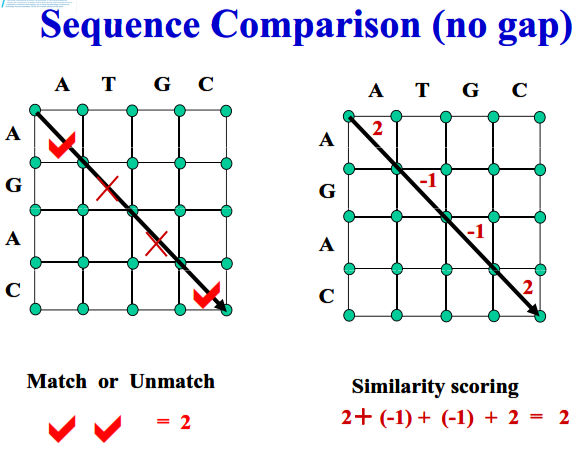 Sequence Comparison (no gap)
A T G C
A
G
A
C
Match or Unmatch
= 2
A T G C
A
G
A
C
2
-1
-1
2
Similarity scoring
2+ (-1) + (-1) + 2 = 2